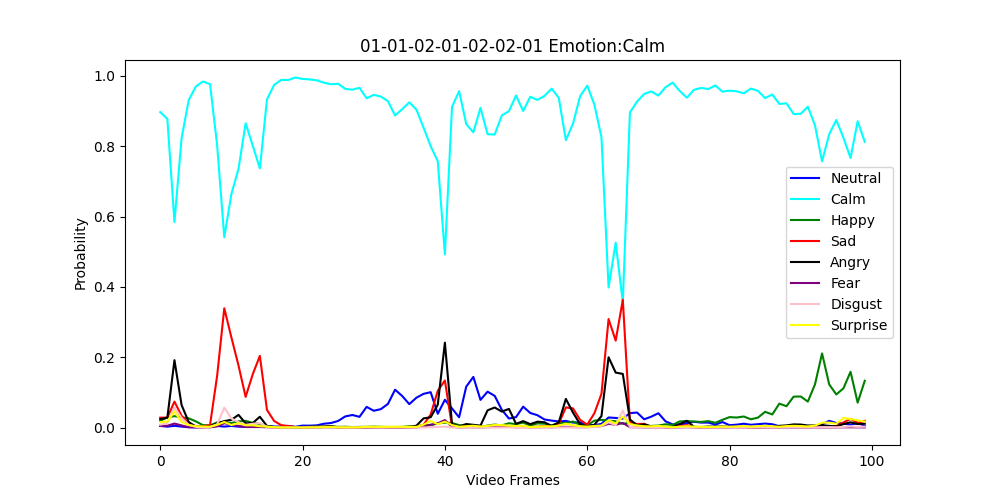 01-01-02-01-02-02-01 Emotion:Calm
1.0
0.8
0.6
0.4
0.2
0.0
Probability
0
20
40
60
80
100
Video Frames
Neutral
Calm
Happy
Sad
Angry
Fear
Disgust
Surprise